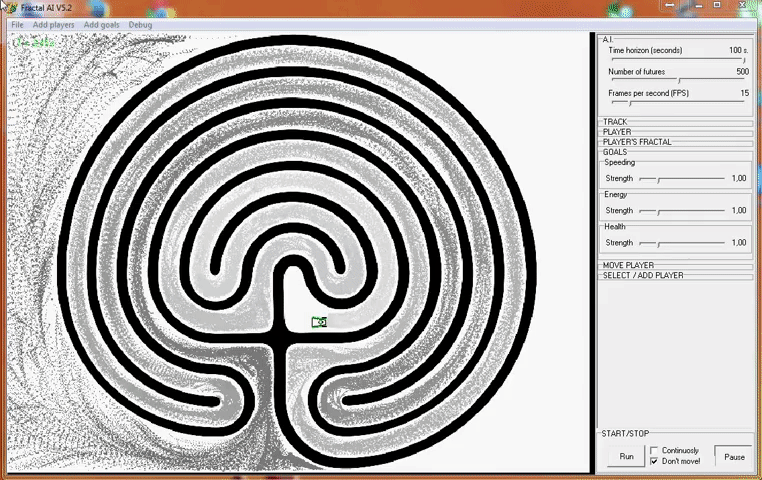 Fractal AI V5.2
File Add players Add goals Debug
A.I.
Time horizon (seconds) 100 s.
Number of futures 500
Frames per second (FPS) 15
TRACK
PLAYER
PLAYER'S FRACTAL
GOALS
Speeding
Strength 1,00
Energy
Strength 1,00
Health
Strength 1,00
MOVE PLAYER
SELECT / ADD PLAYER
START/STOP
Run
Continuosly
Don't move!
Pause